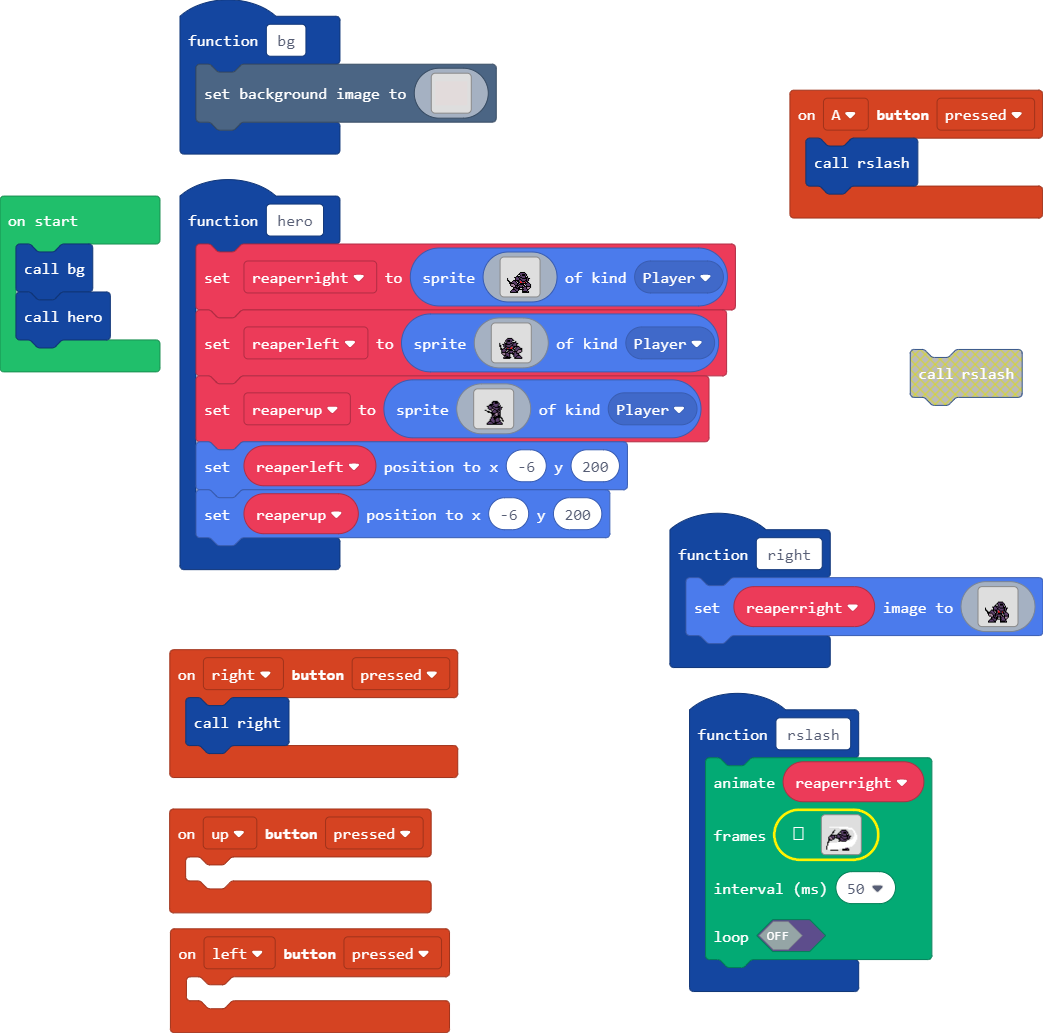 function bg
set background image to
on A button pressed
call rslash
on start
call bg
call hero
function hero
set reaperright to sprite of kind Player
set reaperleft to sprite of kind Player
set reaperup to sprite of kind Player
set reaperleft position to x -6 y 200
set reaperup position to x -6 y 200
call rslash
function right
set reaperright image to
on right button pressed
call right
function rslash
animate reaperright
frames
interval (ms) 50
loop OFF
on up button pressed
on left button pressed